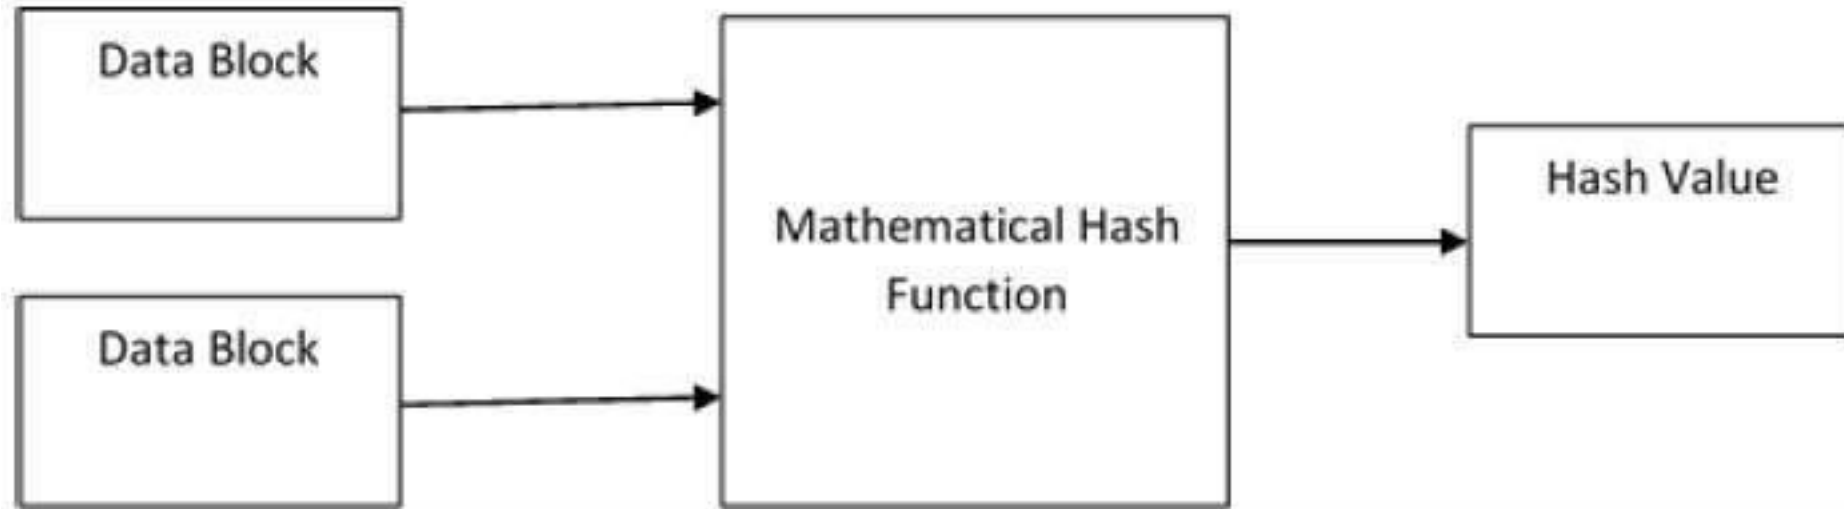 Data Block
Data Block
Mathematical Hash
Function
Hash Value